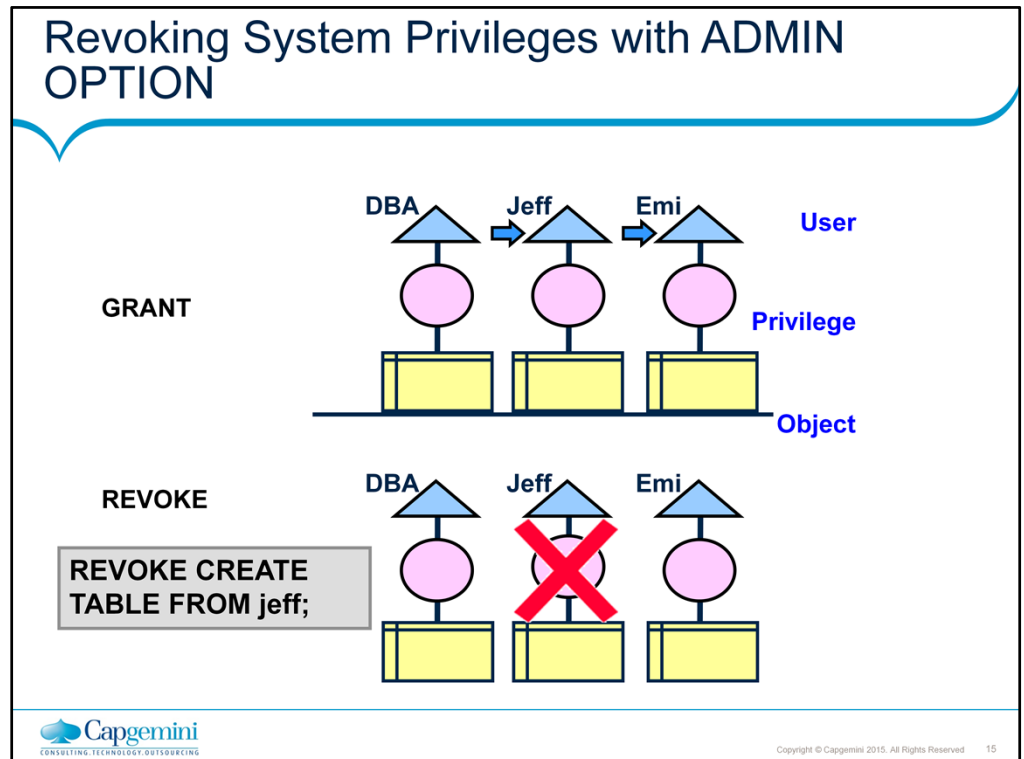 Revoking System Privileges with ADMIN
OPTION
DBA Jeff Emi
User
GRANT
Privilege
Object
DBA Jeff Emi
REVOKE
REVOKE CREATE
TABLE FROM jeff;
Capgemini
CONSULTING.TECHNOLOGY.OUTSOURCING
Copyright © Capgemini 2015. All Rights Reserved 15